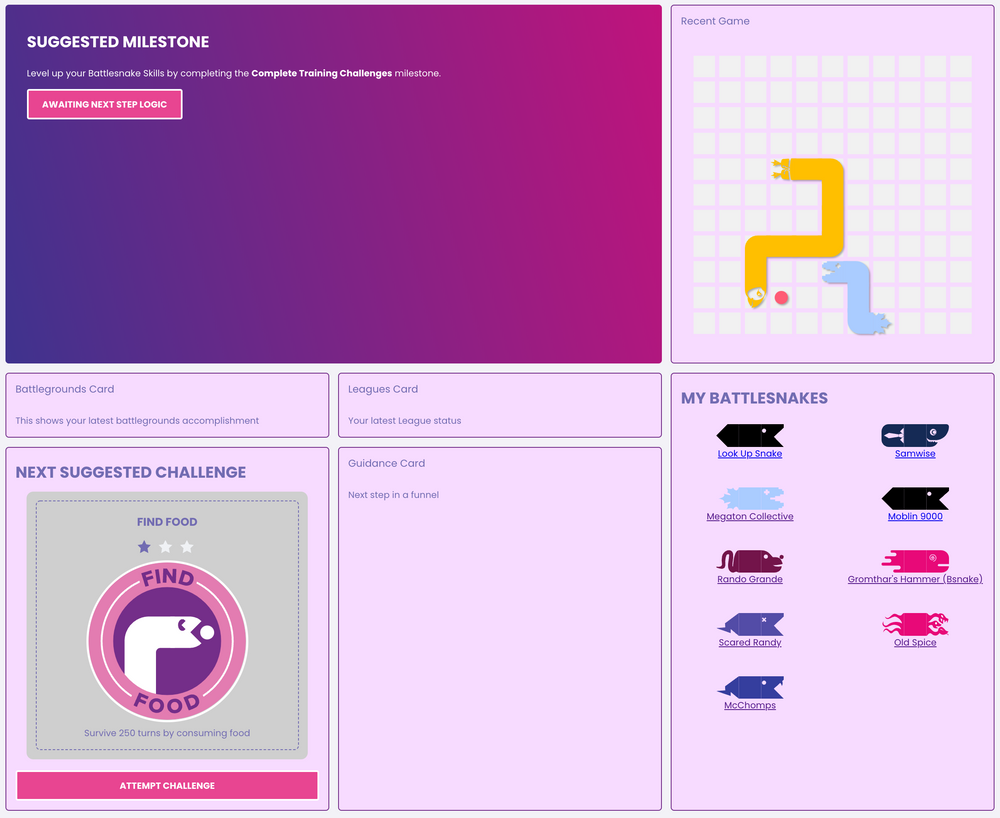 SUGGESTED MILESTONE
Level up your Battlesnake Skills by completing the Complete Training Challenges milestone.
AWAITING NEXT STEP LOGIC
Recent Game
Battlegrounds Card
This shows your latest battlegrounds accomplishment
Leagues Card
Your latest League status
NEXT SUGGESTED CHALLENGE
FIND FOOD
FIND
FOOD
Survive 250 turns by consuming food
ATTEMPT CHALLENGE
Guidance Card
Next step in a funnel
MY BATTLESNAKES
Look Up Snake
Samwise
Megaton Collective
Moblin 9000
Rando Grande
Gromthar's Hammer (Bsnake)
Scared Randy
Old Spice
McChomps